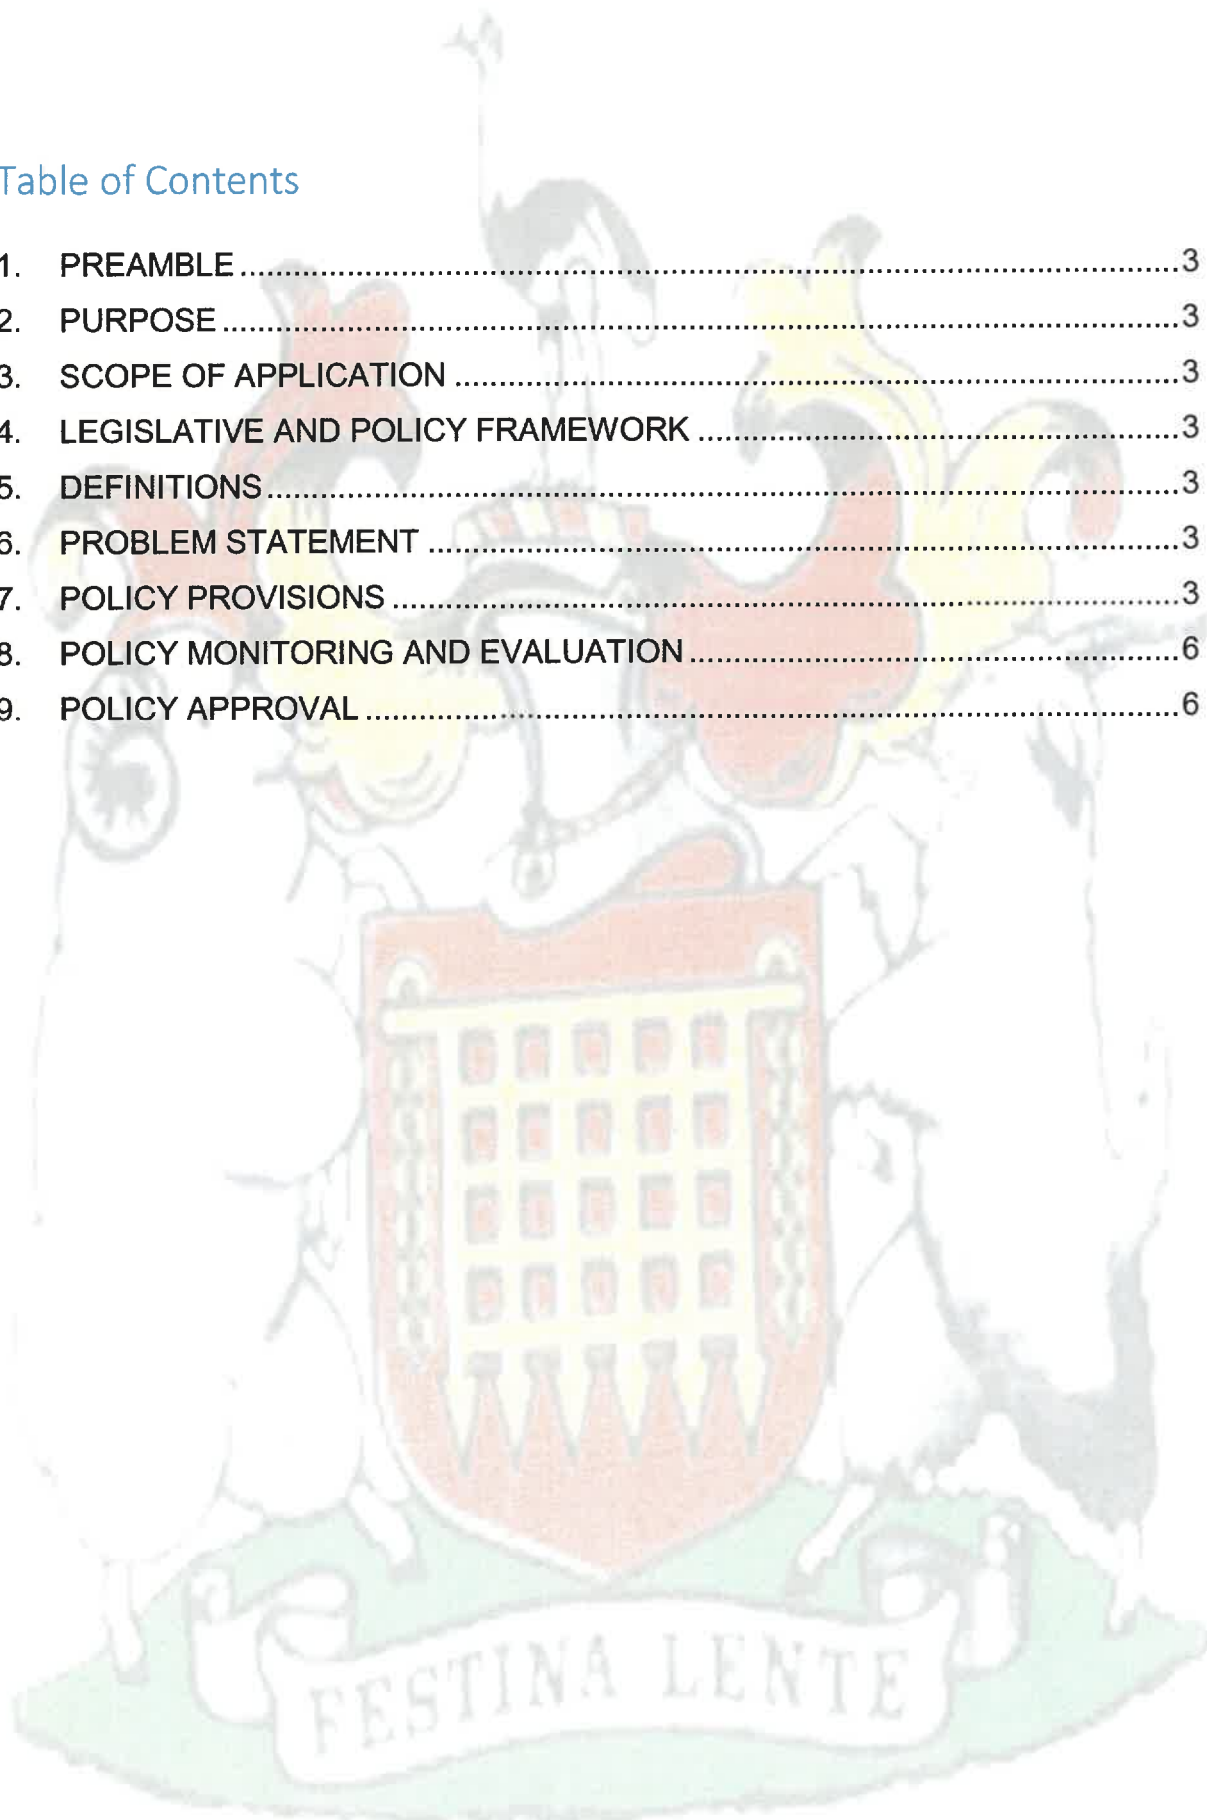 Table of Contents
1. PREAMBLE ........................................................ 3
2. PURPOSE ........................................................ 3
3. SCOPE OF APPLICATION ........................................................ 3
4. LEGISLATIVE AND POLICY FRAMEWORK ........................................................ 3
5. DEFINITIONS ........................................................ 3
6. PROBLEM STATEMENT ........................................................ 3
7. POLICY PROVISIONS ........................................................ 3
8. POLICY MONITORING AND EVALUATION ........................................................ 6
9. POLICY APPROVAL ........................................................ 6
FESTINA LENTE